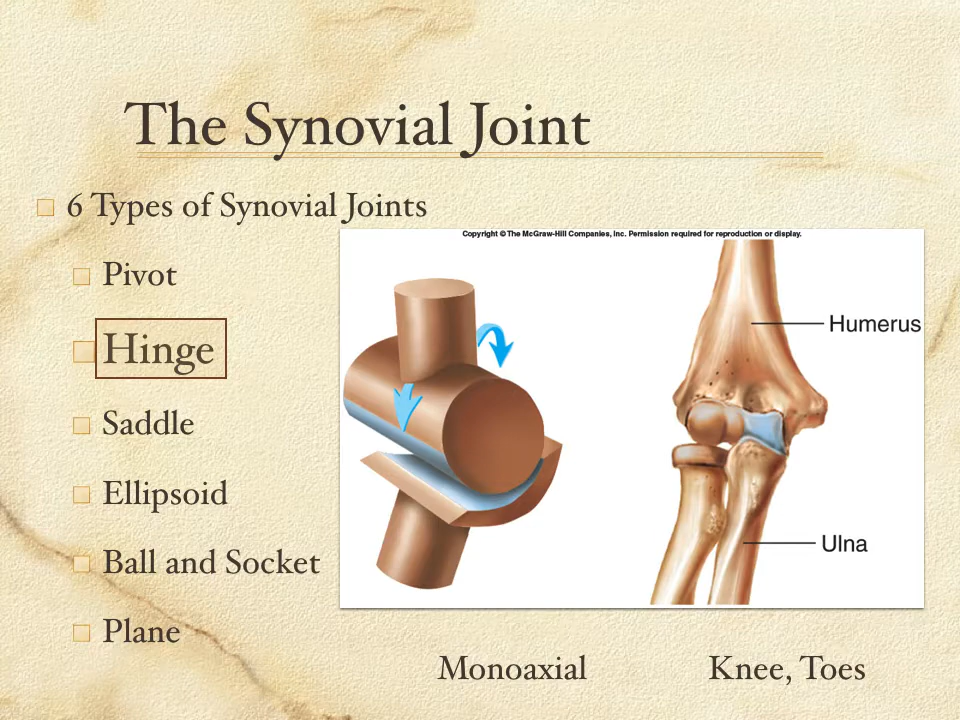 The Synovial Joint
6 Types of Synovial Joints
Copyright © The McGraw-Hill Companies, Inc. Permission required for reproduction or display.
Pivot
Humerus
Hinge
Saddle
Ellipsoid
Ulna
Ball and Socket
Plane
Monoaxial
Knee, Toes